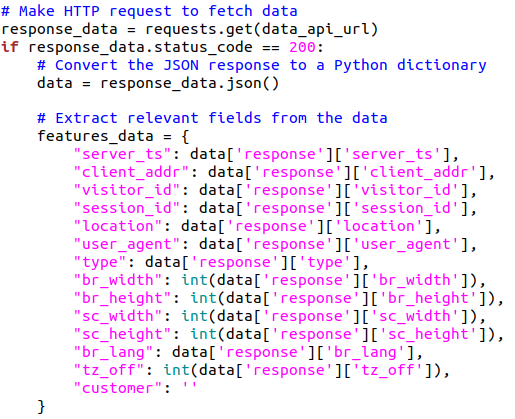 # Make HTTP request to fetch data
response_data = requests.get(data_api_url)
if response_data.status_code == 200:
    # Convert the JSON response to a Python dictionary
    data = response_data.json()

    # Extract relevant fields from the data
    features_data = {
        "server_ts": data['response']['server_ts'],
        "client_addr": data['response']['client_addr'],
        "visitor_id": data['response']['visitor_id'],
        "session_id": data['response']['session_id'],
        "location": data['response']['location'],
        "user_agent": data['response']['user_agent'],
        "type": data['response']['type'],
        "br_width": int(data['response']['br_width']),
        "br_height": int(data['response']['br_height']),
        "sc_width": int(data['response']['sc_width']),
        "sc_height": int(data['response']['sc_height']),
        "br_lang": data['response']['br_lang'],
        "tz_off": int(data['response']['tz_off']),
        "customer": ''
    }